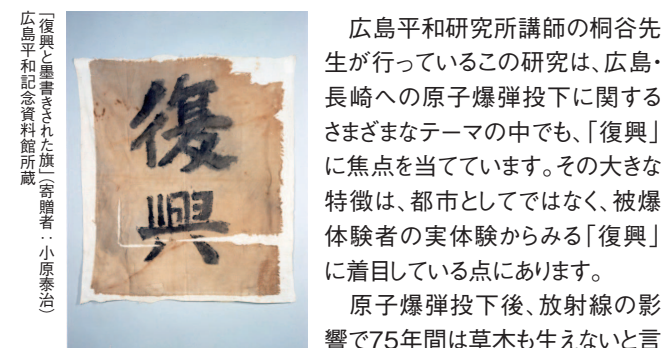 「復興と墨書きされた旗」（寄贈者：小原泰治）
広島平和記念資料館所蔵
復
興
　広島平和研究所講師の桐谷先
生が行っているこの研究は、広島・
長崎への原子爆弾投下に関する
さまざまなテーマの中でも、「復興」
に焦点を当てています。その大きな
特徴は、都市としてではなく、被爆
体験者の実体験からみる「復興」
に着目している点にあります。
　原子爆弾投下後、放射線の影
響で75年間は草木も生えないと言